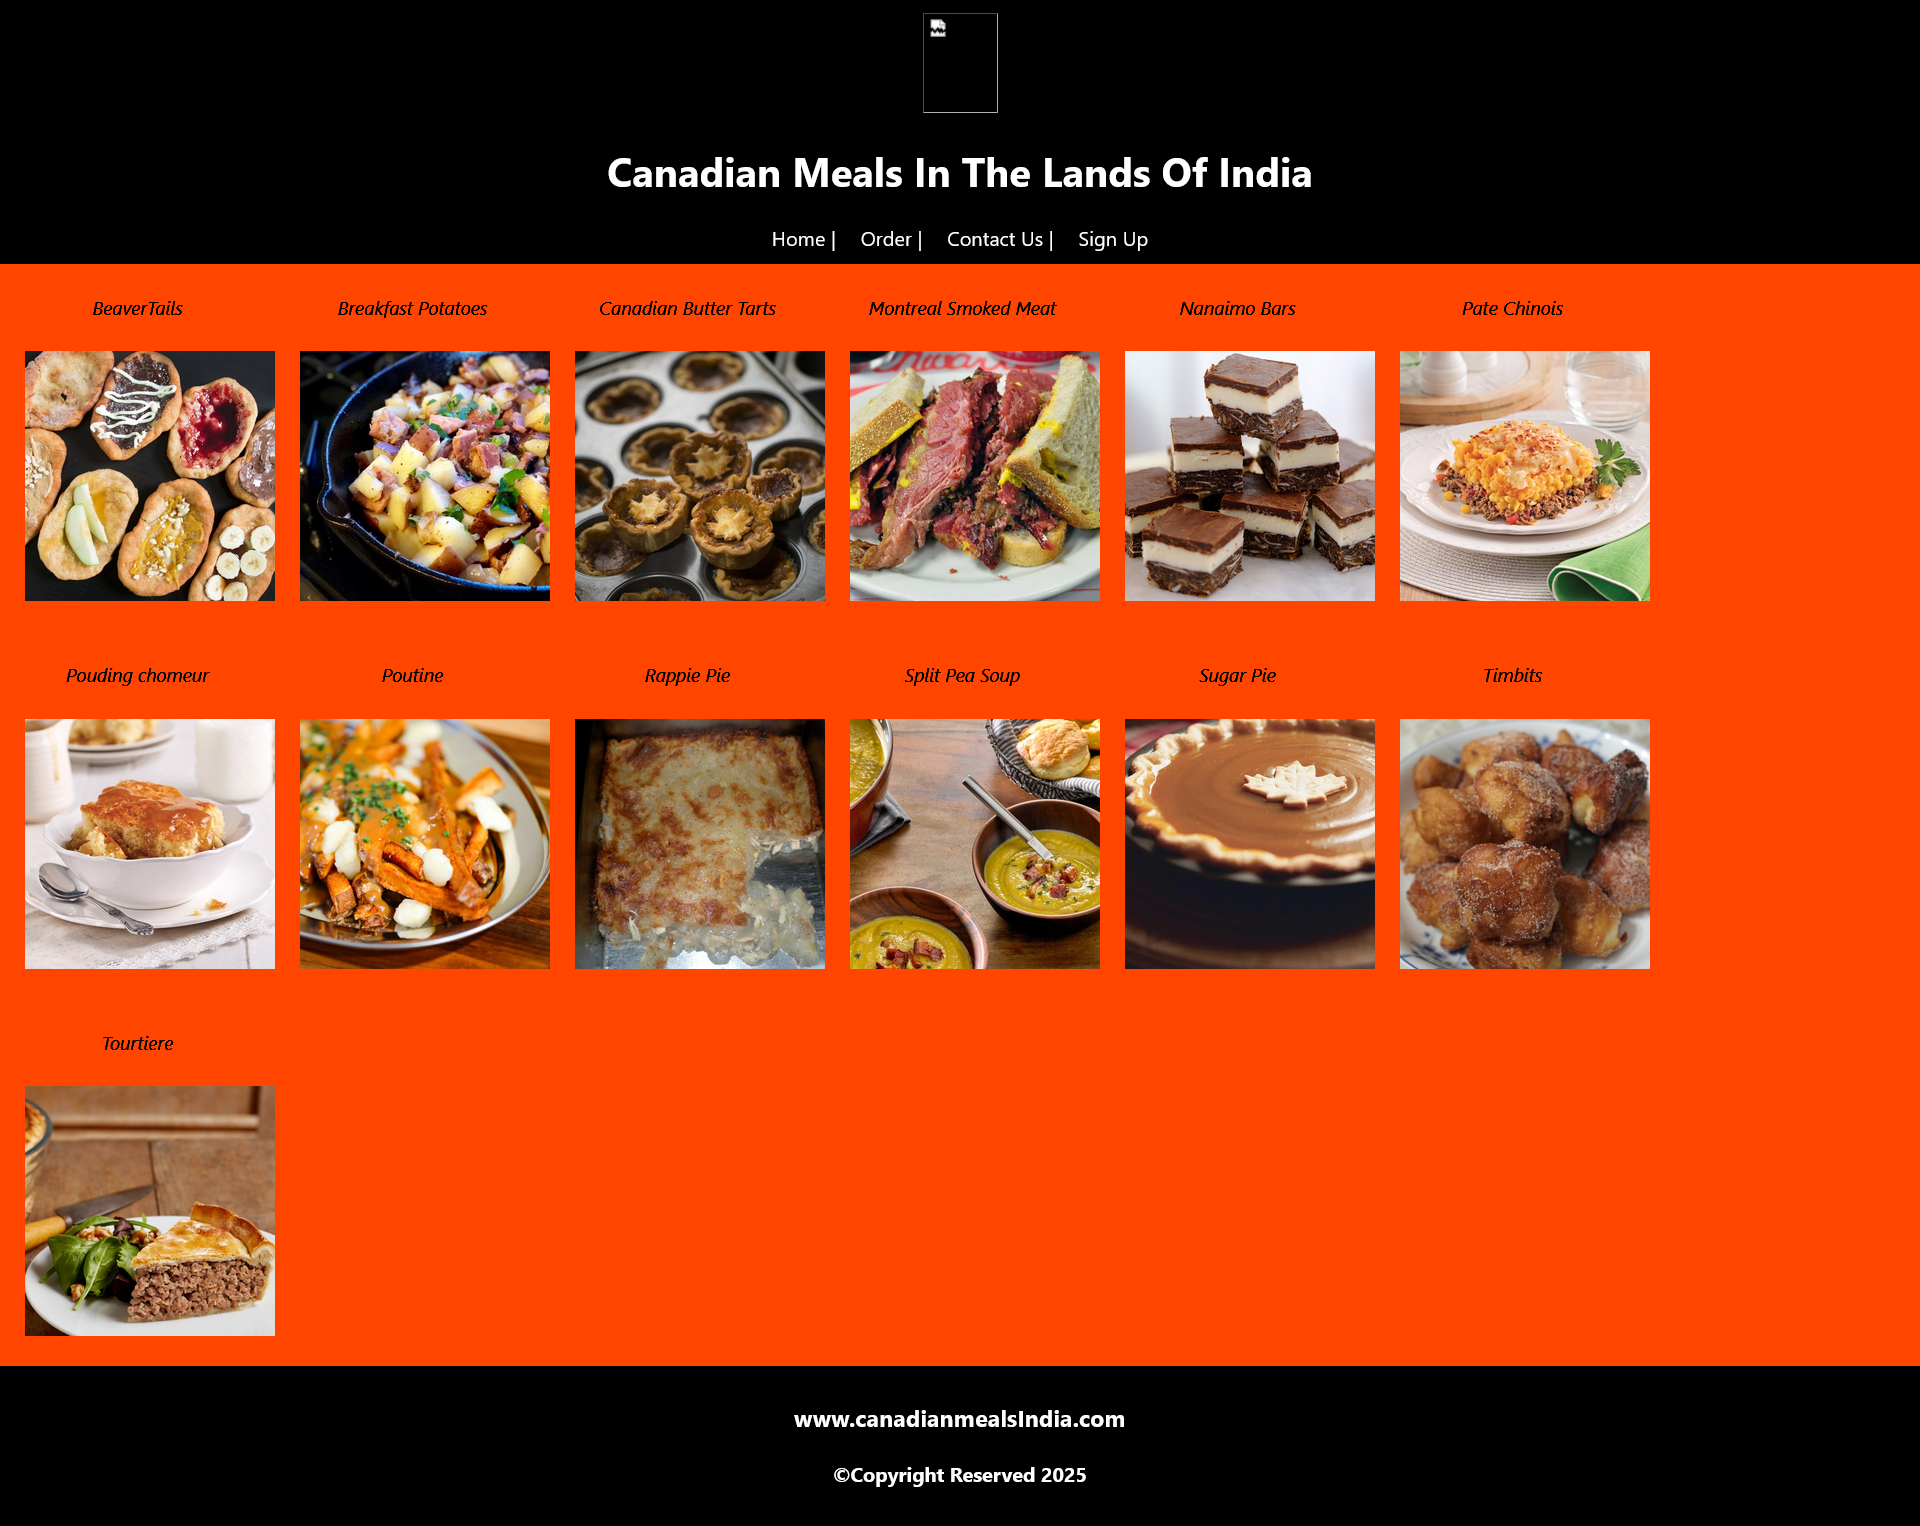 Canadian Meals In The Lands Of India
Home | Order | Contact Us | Sign Up
BeaverTails
Breakfast Potatoes
Canadian Butter Tarts
Montreal Smoked Meat
Nanaimo Bars
Pate Chinois
Pouding chomeur
Poutine
Rappie Pie
Split Pea Soup
Sugar Pie
Timbits
Tourtiere
www.canadianmealsIndia.com
©Copyright Reserved 2025